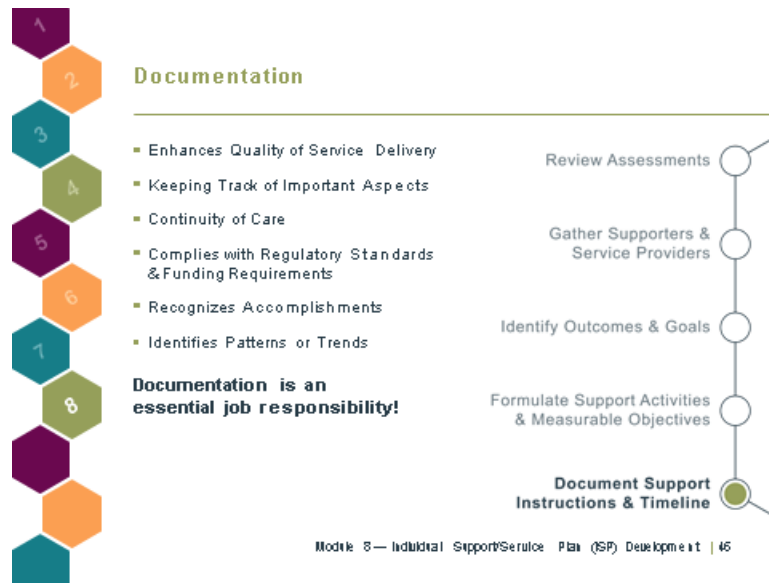 1
2
3
4
5
6
7
8
Documentation
Enhances Quality of Service Delivery
Keeping Track of Important Aspects
Continuity of Care
Complies with Regulatory Standards
& Funding Requirements
Recognizes Accomplishments
Identifies Patterns or Trends
Documentation is an
essential job responsibility!
Review Assessments
Gather Supporters &
Service Providers
Identify Outcomes & Goals
Formulate Support Activities
& Measurable Objectives
Document Support
Instructions & Timeline
Module 8 — Individual Support/Service Plan (ISP) Development | 46